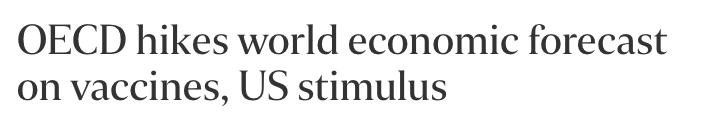 OECD hikes world economic forecast
on vaccines, US stimulus